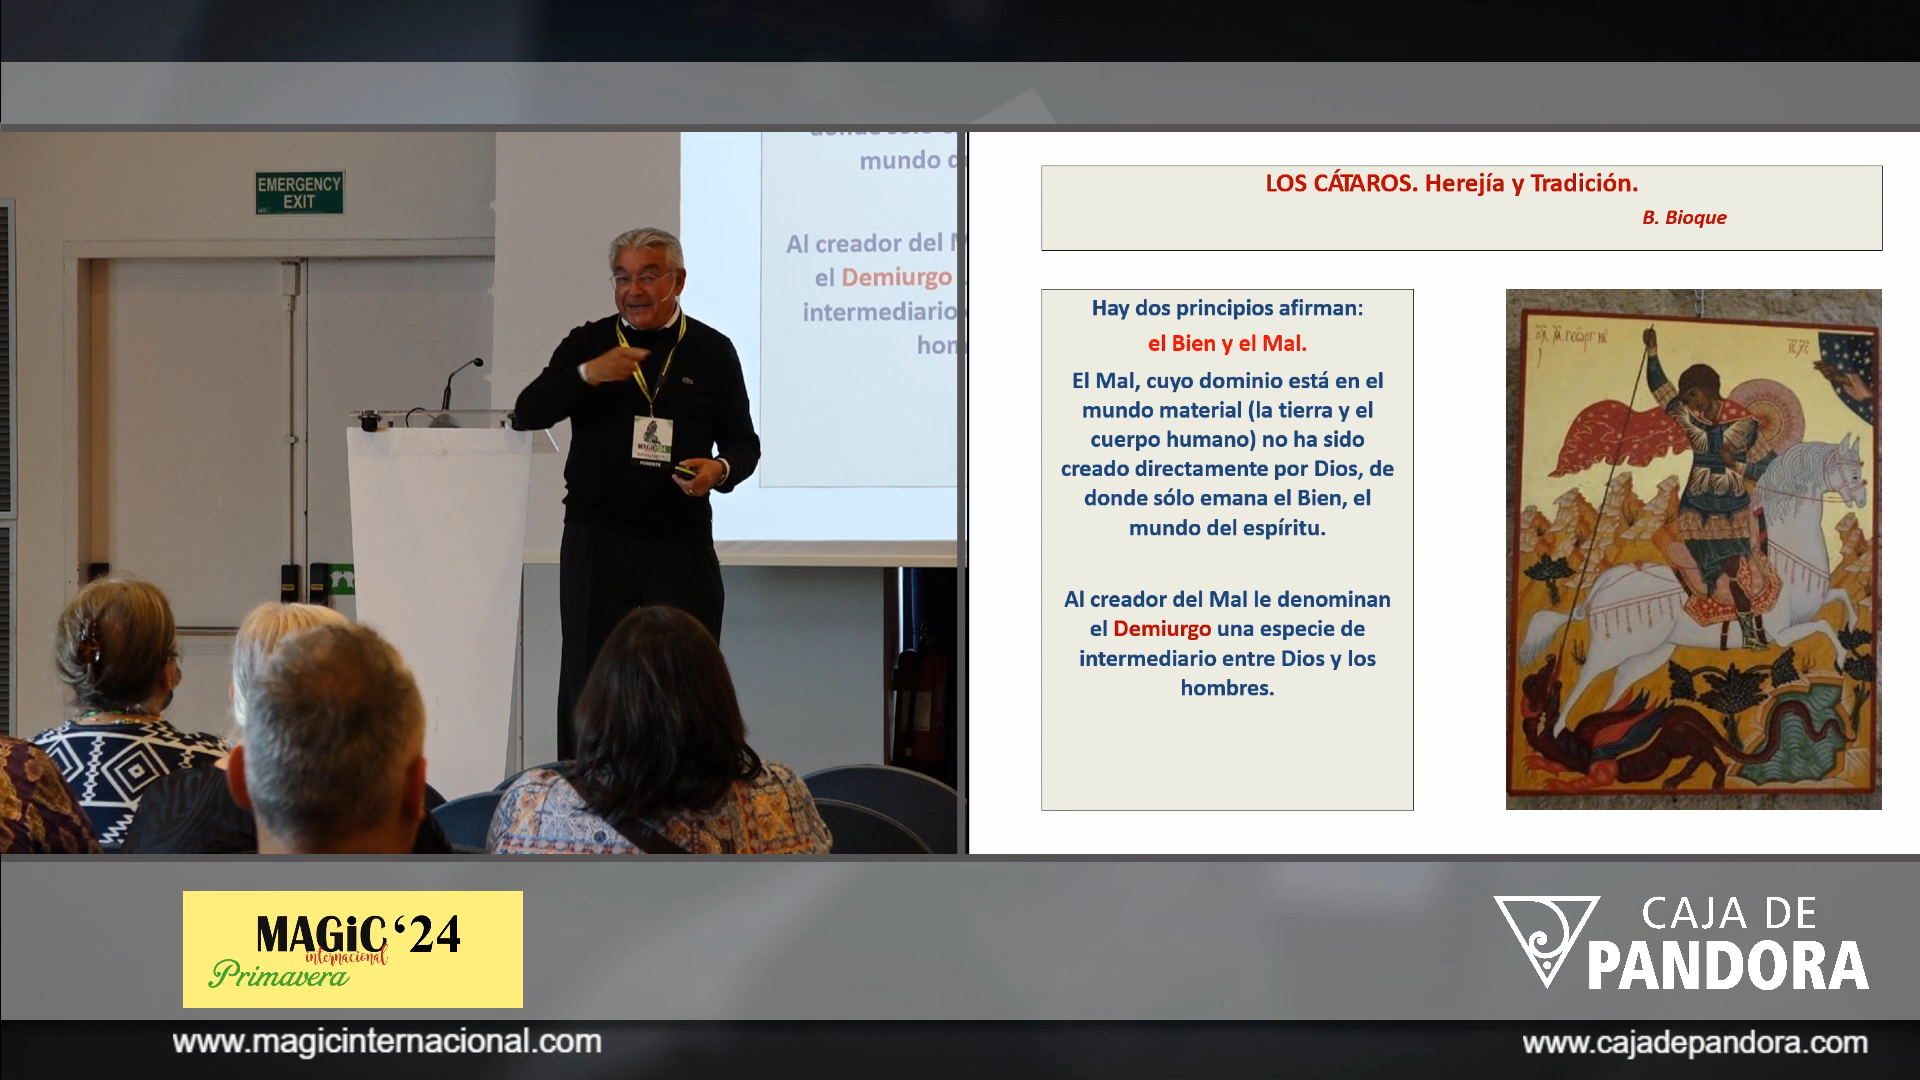 EMERGENCY
EXIT
mundo
Al creador del
el Demiurgo
intermediario
MAGiC '24
PONENTE
LOS CÁTAROS. Herejía y Tradición.
B. Bioque
Hay dos principios afirman:
el Bien y el Mal.
El Mal, cuyo dominio está en el
mundo material (la tierra y el
cuerpo humano) no ha sido
creado directamente por Dios, de
donde sólo emana el Bien, el
mundo del espíritu.
Al creador del Mal le denominan
el Demiurgo una especie de
intermediario entre Dios y los
hombres.
MAGiC '24
internacional
Primavera
CAJA DE
PANDORA
www.magicinternacional.com
www.cajadepandora.com